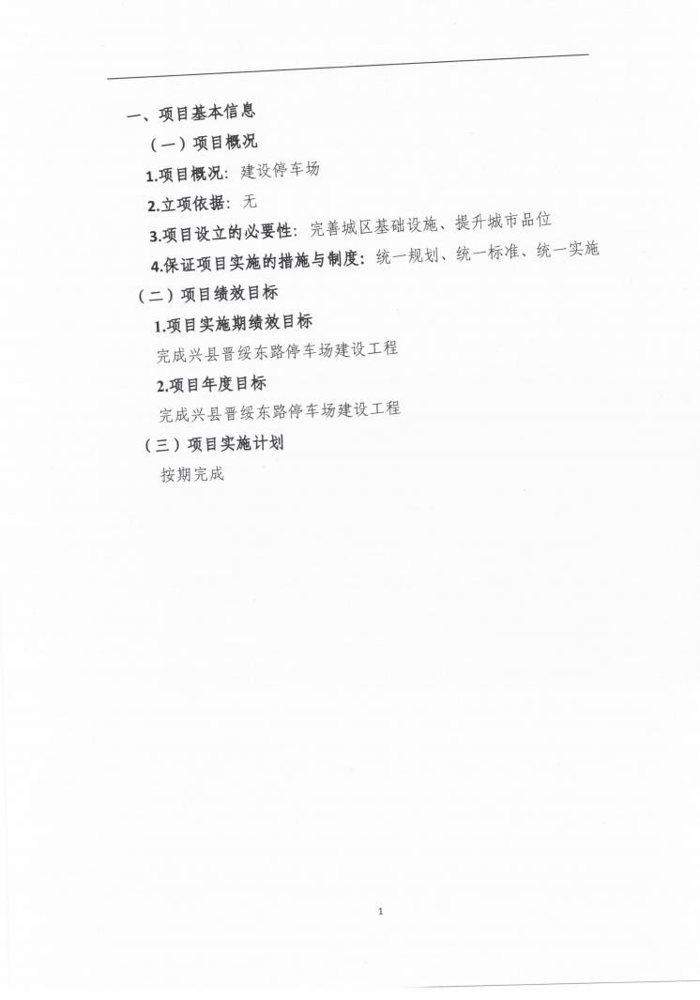 一、项目基本信息
（一）项目概况
1.项目概况：建设停车场
2.立项依据：无
3.项目设立的必要性：完善城区基础设施、提升城市品位
4.保证项目实施的措施与制度：统一规划、统一标准、统一实施
（二）项目绩效目标
1.项目实施期绩效目标
完成兴县晋绥东路停车场建设工程
2.项目年度目标
完成兴县晋绥东路停车场建设工程
（三）项目实施计划
按期完成
1